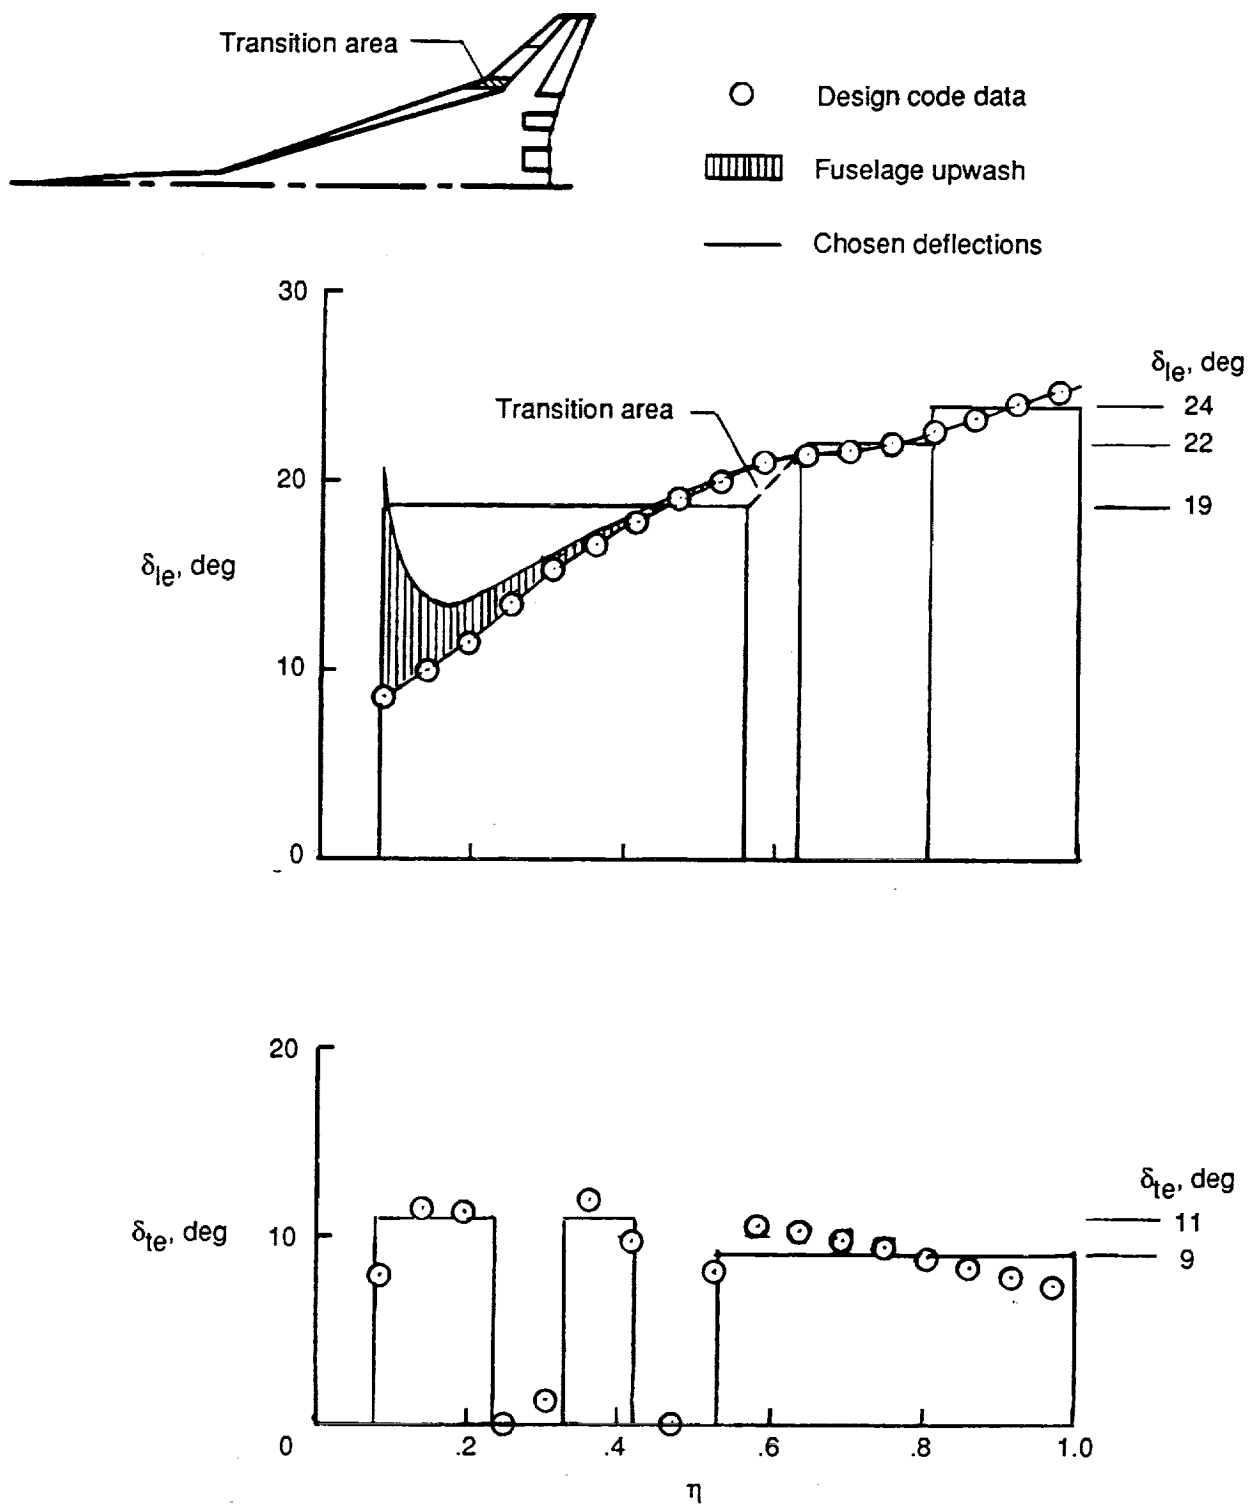 Transition area
Design code data
Fuselage upwash
Chosen deflections
30
20
10
0
δle, deg
Transition area
δle, deg
24
22
19
20
10
δte, deg
δte, deg
11
9
0 .2 .4 .6 .8 1.0
η